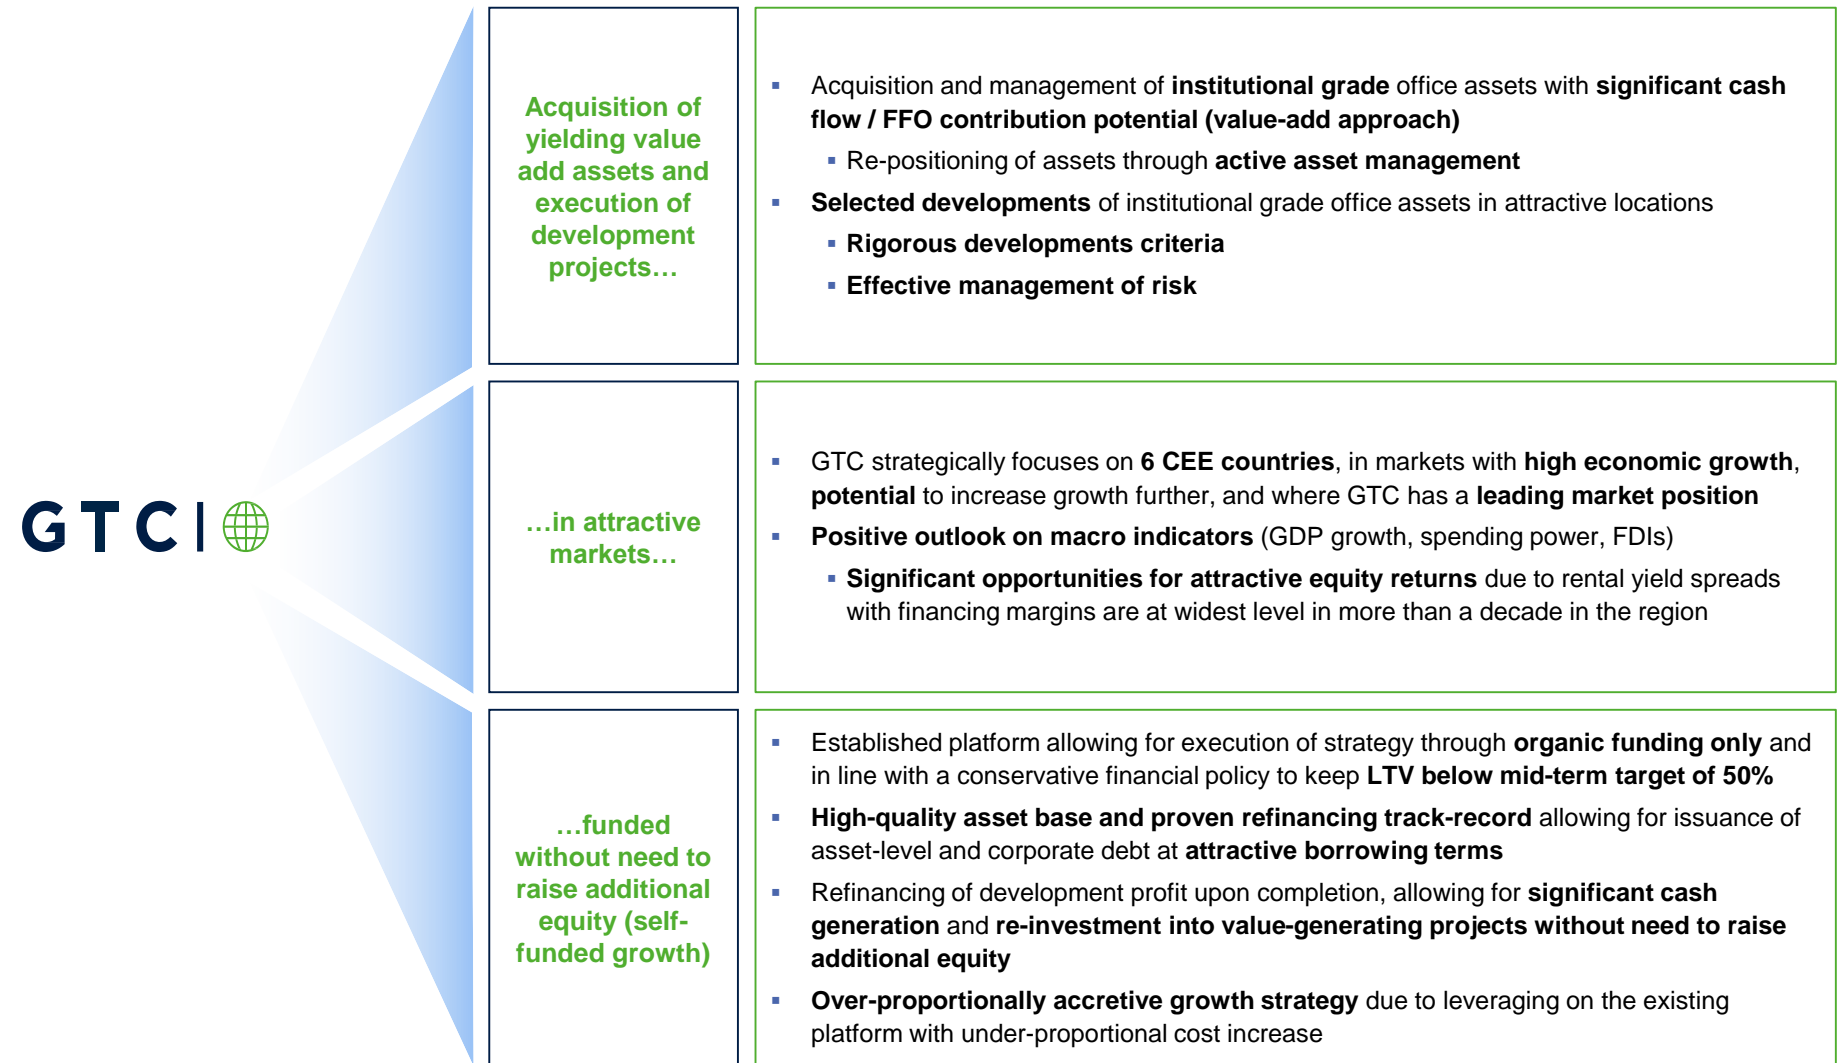 GTC
Acquisition of
yielding value
add assets and
execution of
development
projects…
▪ Acquisition and management of institutional grade office assets with significant cash
flow / FFO contribution potential (value-add approach)
▪ Re-positioning of assets through active asset management
▪ Selected developments of institutional grade office assets in attractive locations
▪ Rigorous developments criteria
▪ Effective management of risk
…in attractive
markets…
▪ GTC strategically focuses on 6 CEE countries, in markets with high economic growth,
potential to increase growth further, and where GTC has a leading market position
▪ Positive outlook on macro indicators (GDP growth, spending power, FDIs)
▪ Significant opportunities for attractive equity returns due to rental yield spreads
with financing margins are at widest level in more than a decade in the region
…funded
without need to
raise additional
equity (self-
funded growth)
▪ Established platform allowing for execution of strategy through organic funding only and
in line with a conservative financial policy to keep LTV below mid-term target of 50%
▪ High-quality asset base and proven refinancing track-record allowing for issuance of
asset-level and corporate debt at attractive borrowing terms
▪ Refinancing of development profit upon completion, allowing for significant cash
generation and re-investment into value-generating projects without need to raise
additional equity
▪ Over-proportionally accretive growth strategy due to leveraging on the existing
platform with under-proportional cost increase